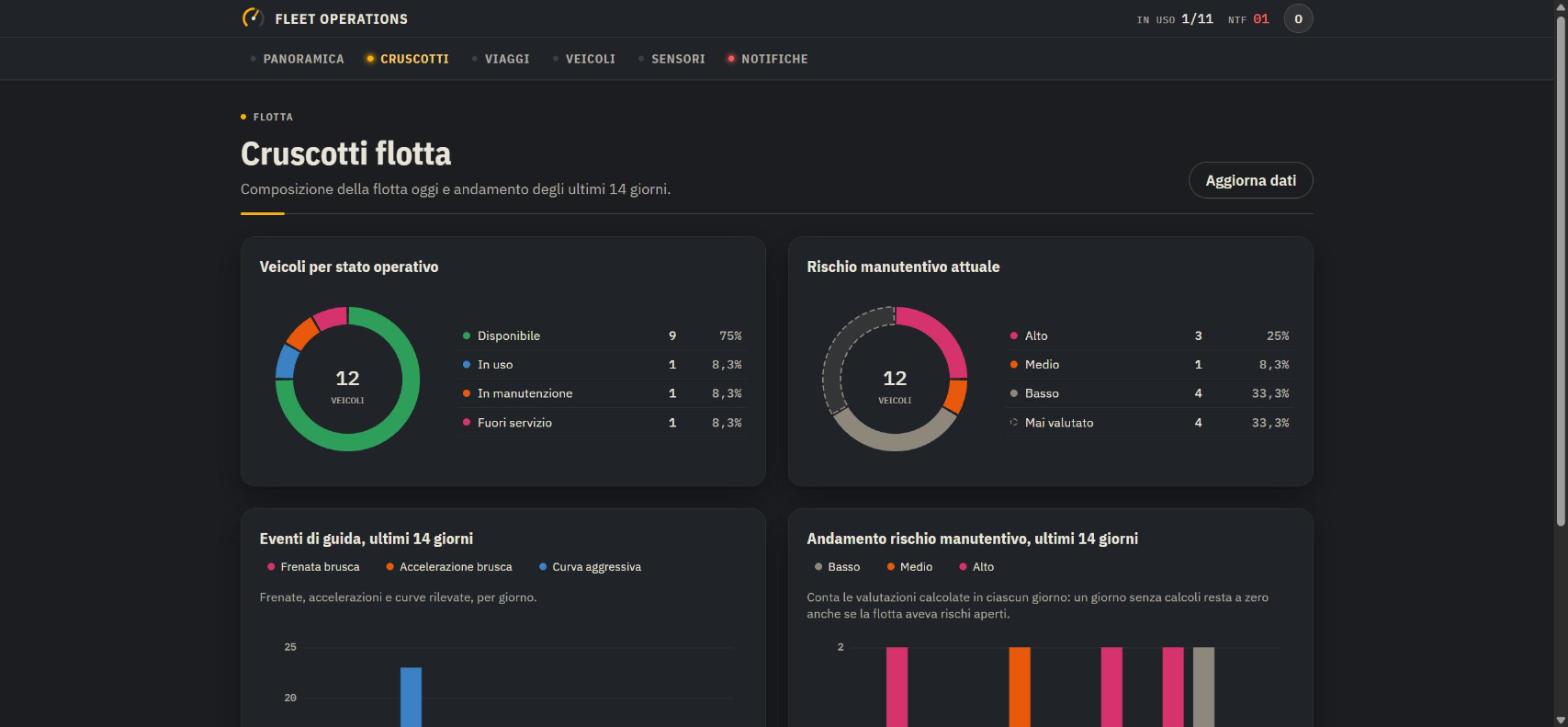 FLEET OPERATIONS
IN USO 1/11 NTF 01 O
PANORAMICA CRUSCOTTI VIAGGI VEICOLI SENSORI NOTIFICHE
FLOTTA
Cruscotti flotta
Composizione della flotta oggi e andamento degli ultimi 14 giorni.
Aggiorna dati
Veicoli per stato operativo
12
VEICOLI
Disponibile 9 75%
In uso 1 8,3%
In manutenzione 1 8,3%
Fuori servizio 1 8,3%
Rischio manutentivo attuale
12
VEICOLI
Alto 3 25%
Medio 1 8,3%
Basso 4 33,3%
Mai valutato 4 33,3%
Eventi di guida, ultimi 14 giorni
Frenata brusca Accelerazione brusca Curva aggressiva
Frenate, accelerazioni e curve rilevate, per giorno.
25
20
Andamento rischio manutentivo, ultimi 14 giorni
Basso Medio Alto
Conta le valutazioni calcolate in ciascun giorno: un giorno senza calcoli resta a zero
anche se la flotta aveva rischi aperti.
2